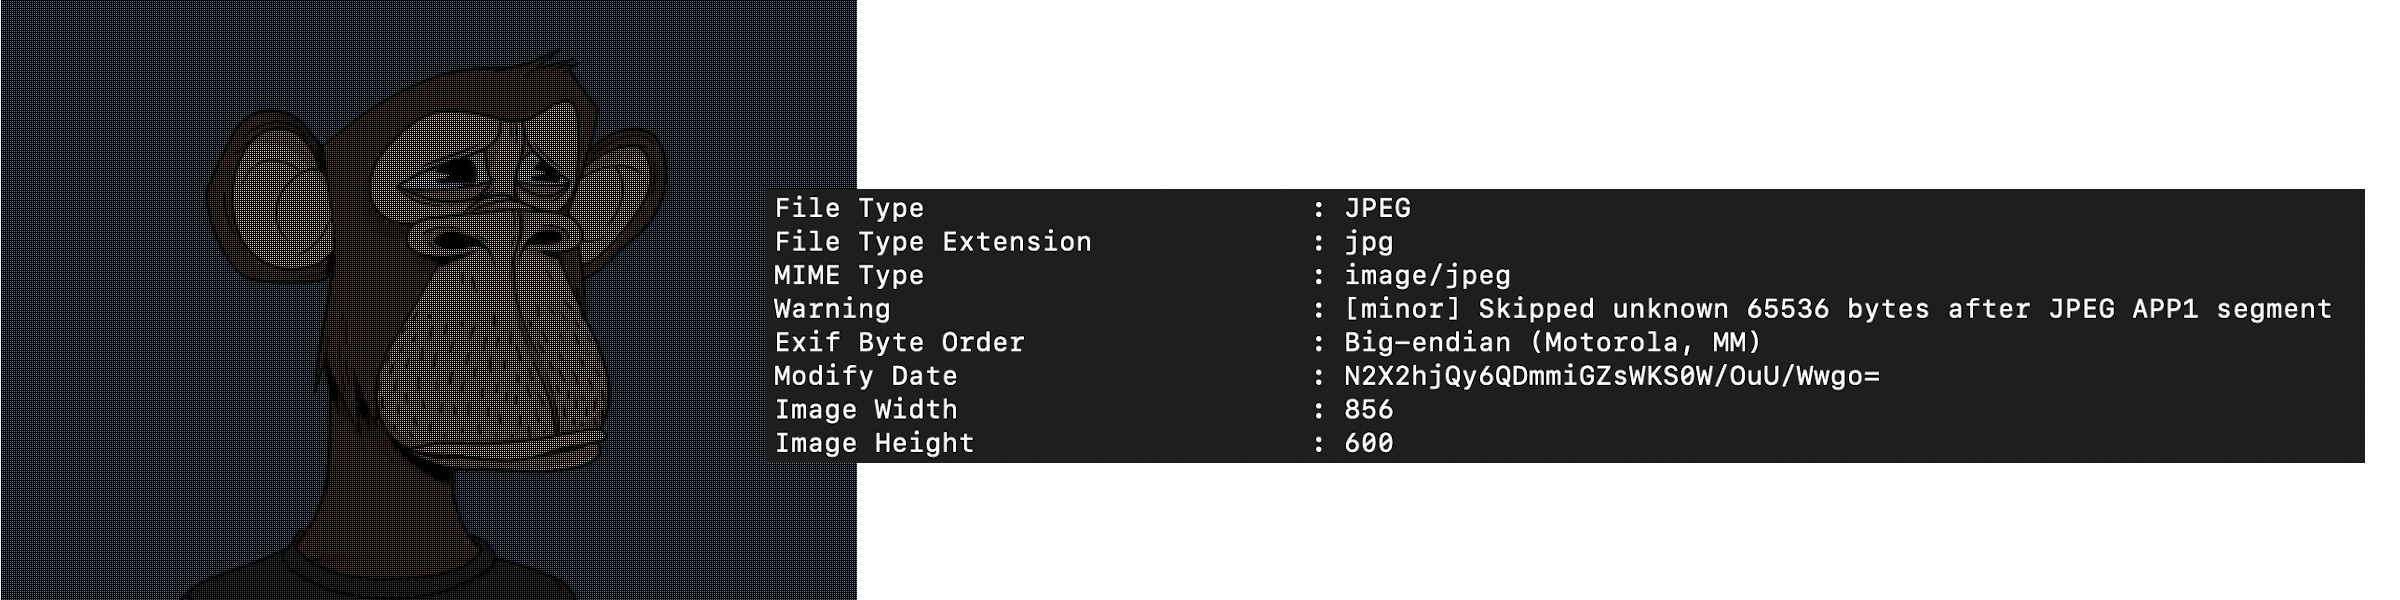 File Type : JPEG
File Type Extension : jpg
MIME Type : image/jpeg
Warning : [minor] Skipped unknown 65536 bytes after JPEG APP1 segment
Exif Byte Order : Big-endian (Motorola, MM)
Modify Date : N2X2hjQy6QDmmiGZsWKS0W/OuU/Wwgo=
Image Width : 856
Image Height : 600